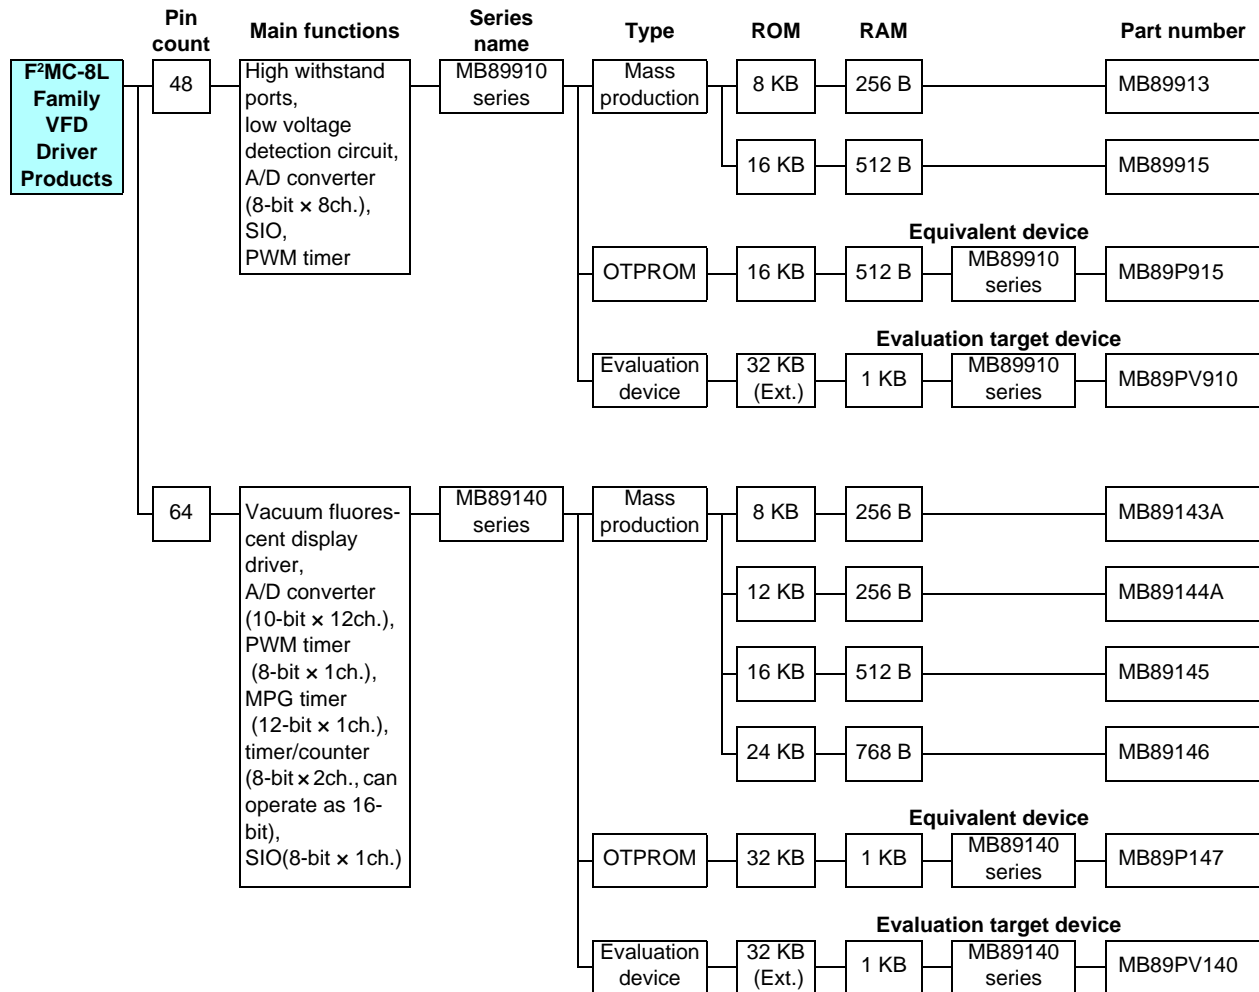 Pin count
Main functions
Series name
Type
ROM
RAM
Part number
F²MC-8L
Family
VFD
Driver
Products
48
High withstand
ports,
low voltage
detection circuit,
A/D converter
(8-bit × 8ch.),
SIO,
PWM timer
MB89910
series
Mass
production
8 KB
256 B
MB89913
16 KB
512 B
MB89915
Equivalent device
OTPROM
16 KB
512 B
MB89910
series
MB89P915
Evaluation target device
Evaluation
device
32 KB
(Ext.)
1 KB
MB89910
series
MB89PV910
64
Vacuum fluores-
cent display
driver,
A/D converter
(10-bit × 12ch.),
PWM timer
(8-bit × 1ch.),
MPG timer
(12-bit × 1ch.),
timer/counter
(8-bit × 2ch., can
operate as 16-
bit),
SIO(8-bit × 1ch.)
MB89140
series
Mass
production
8 KB
256 B
MB89143A
12 KB
256 B
MB89144A
16 KB
512 B
MB89145
24 KB
768 B
MB89146
Equivalent device
OTPROM
32 KB
1 KB
MB89140
series
MB89P147
Evaluation target device
Evaluation
device
32 KB
(Ext.)
1 KB
MB89140
series
MB89PV140